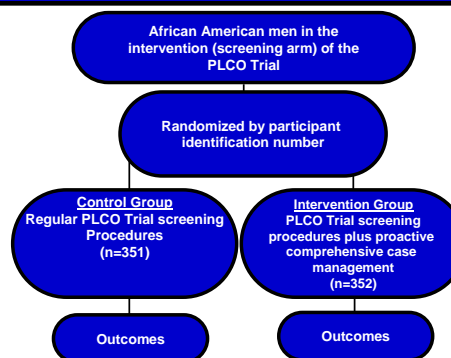 African American men in the
intervention (screening arm) of the
PLCO Trial
Randomized by participant
identification number
Control Group
Regular PLCO Trial screening
Procedures
(n=351)
Intervention Group
PLCO Trial screening
procedures plus proactive
comprehensive case
management
(n=352)
Outcomes
Outcomes